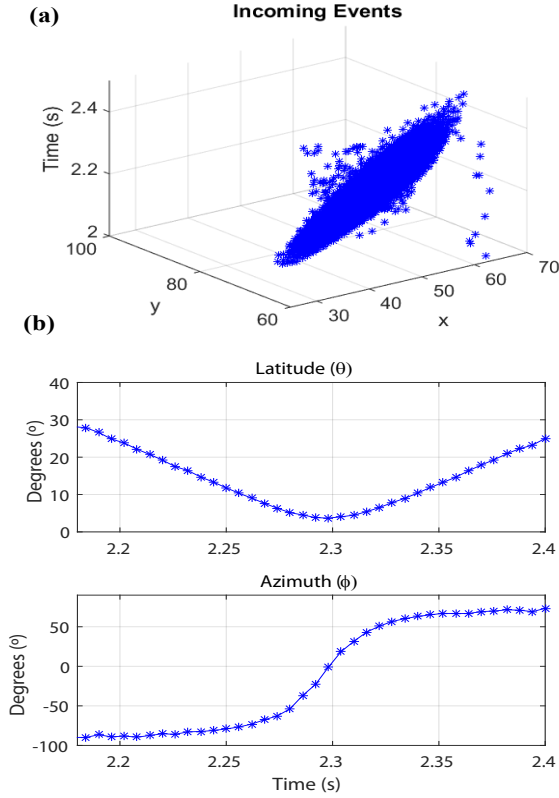 (a)
Incoming Events
2.4
2.2
2
Time (s)
100
80
60
y
30
40
50
60
70
x
(b)
Latitude (θ)
40
30
20
10
0
Degrees (º)
2.2
2.25
2.3
2.35
2.4
Azimuth (ϕ)
50
0
-50
-100
Degrees (º)
2.2
2.25
2.3
2.35
2.4
Time (s)